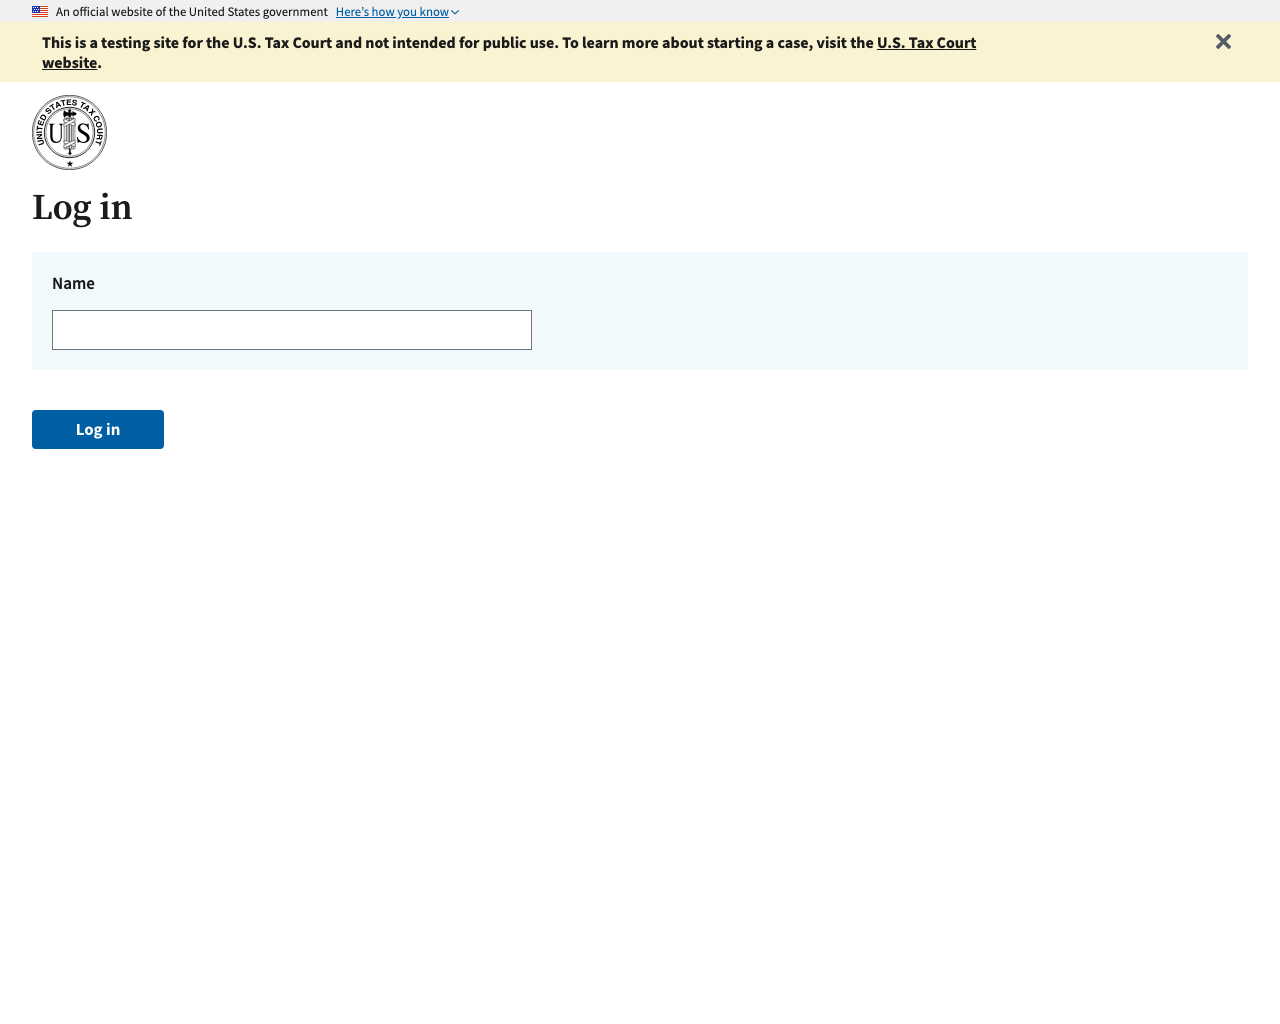 An official website of the United States government Here’s how you know
This is a testing site for the U.S. Tax Court and not intended for public use. To learn more about starting a case, visit the U.S. Tax Court
website.
UNITED STATES TAX COURT
US
Log in
Name
Log in